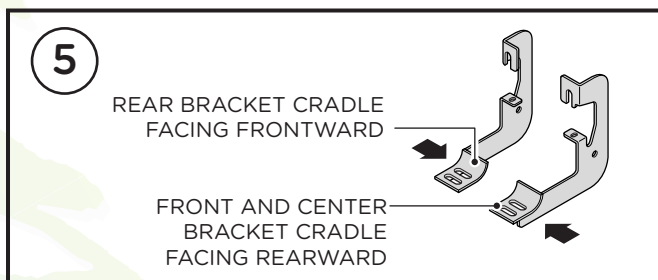 5
REAR BRACKET CRADLE
FACING FRONTWARD
FRONT AND CENTER
BRACKET CRADLE
FACING REARWARD